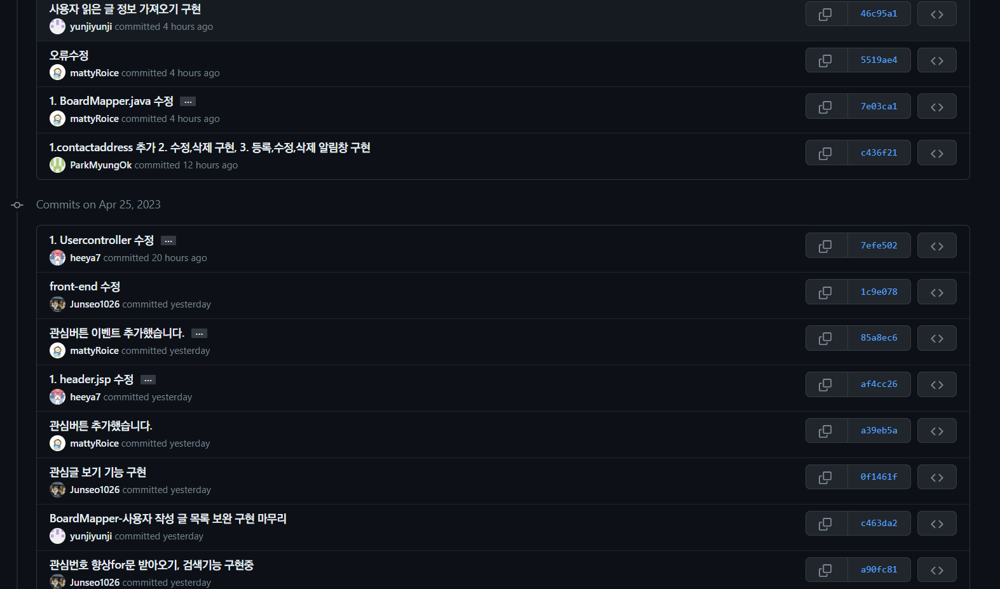 사용자 읽은 글 정보 가져오기 구현
yunjiyunji committed 4 hours ago
46c95a1
오류수정
mattyRoice committed 4 hours ago
5519ae4
1. BoardMapper.java 수정 ...
mattyRoice committed 4 hours ago
7e03ca1
1.contactaddress 추가 2. 수정,삭제 구현, 3. 등록,수정,삭제 알림창 구현
ParkMyungOk committed 12 hours ago
c436f21
Commits on Apr 25, 2023
1. Usercontroller 수정 ...
heeya7 committed 20 hours ago
7efe502
front-end 수정
Junseo1026 committed yesterday
1c9e078
관심버튼 이벤트 추가했습니다. ...
mattyRoice committed yesterday
85a8ec6
1. header.jsp 수정 ...
heeya7 committed yesterday
af4cc26
관심버튼 추가했습니다.
mattyRoice committed yesterday
a39eb5a
관심글 보기 기능 구현
Junseo1026 committed yesterday
0f1461f
BoardMapper-사용자 작성 글 목록 보완 구현 마무리
yunjiyunji committed yesterday
c463da2
관심번호 향상for문 받아오기, 검색기능 구현중
Junseo1026 committed yesterday
a90fc81